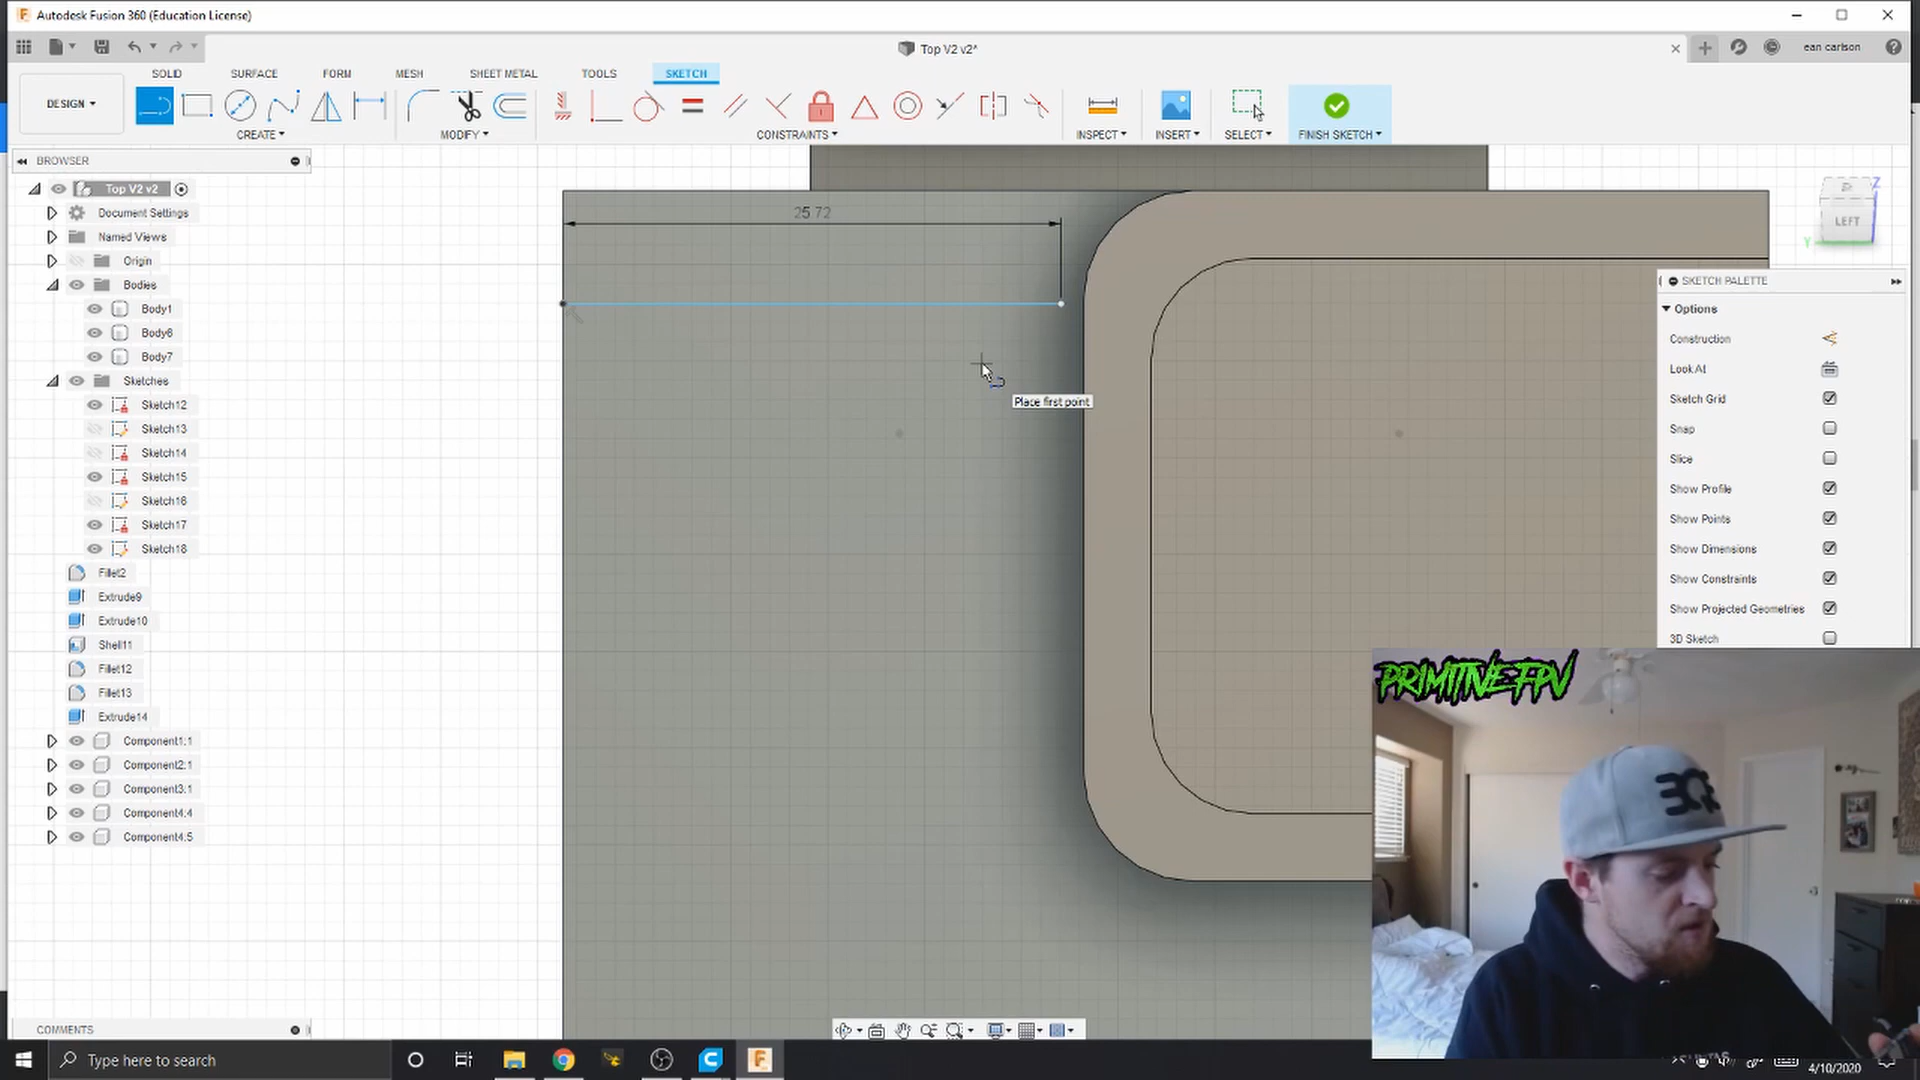 Autodesk Fusion 360 (Education License)
Top V2 v2*
ean carlson
SOLID SURFACE FORM MESH SHEET METAL TOOLS SKETCH
DESIGN
CREATE MODIFY CONSTRAINTS INSPECT INSERT SELECT FINISH SKETCH
BROWSER
Top V2 v2
Document Settings
Named Views
Origin
Bodies
Body1
Body6
Body7
Sketches
Sketch12
Sketch13
Sketch14
Sketch15
Sketch16
Sketch17
Sketch18
Fillet2
Extrude9
Extrude10
Shell11
Fillet12
Fillet13
Extrude14
Component1:1
Component2:1
Component3:1
Component4:4
Component4:5
COMMENTS
25.72
Place first point
Z
LEFT
Y
SKETCH PALETTE
Options
Construction
Look At
Sketch Grid
Snap
Slice
Show Profile
Show Points
Show Dimensions
Show Constraints
Show Projected Geometries
3D Sketch
PRIMITIVE FPV
Type here to search
4/10/2020